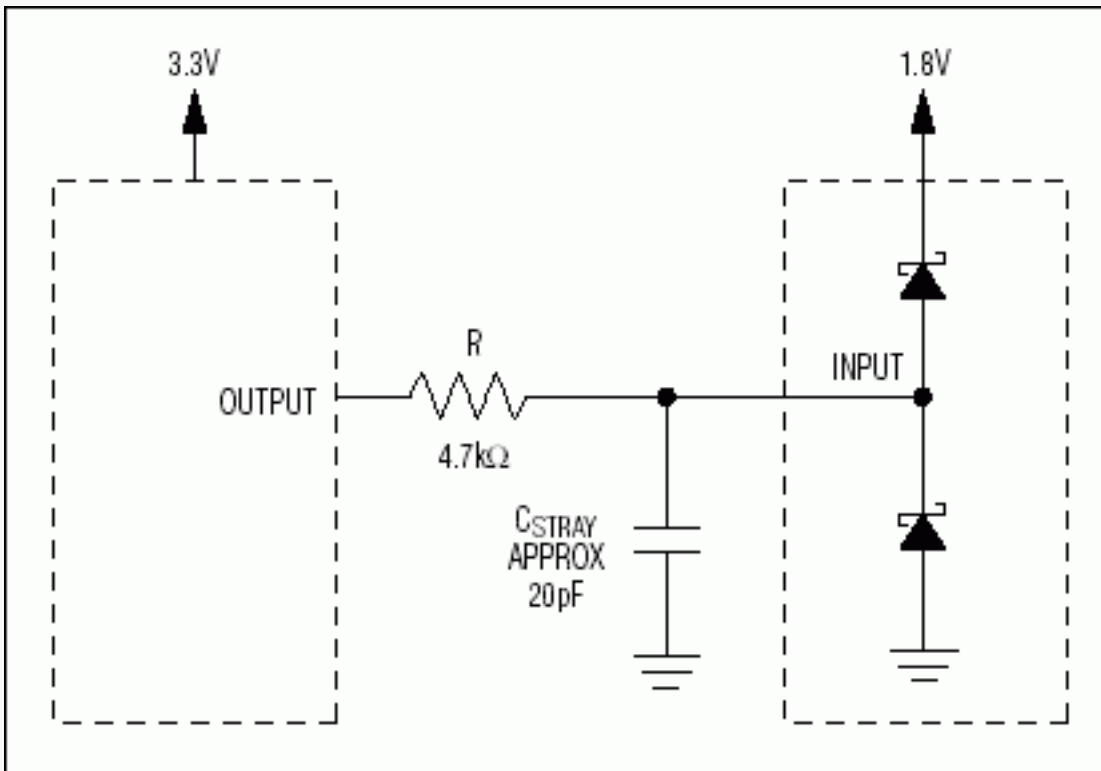 3.3V
1.8V
R
INPUT
OUTPUT
4.7kΩ
CSTRAY
APPROX
20pF